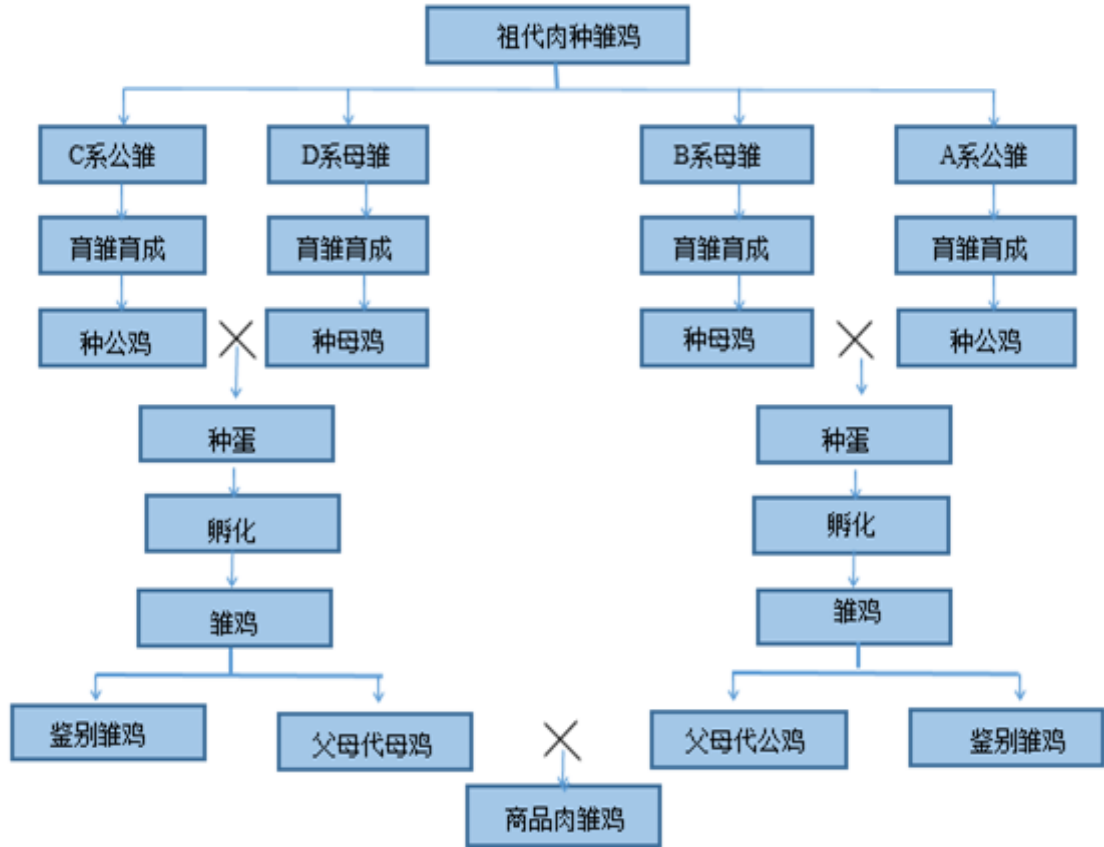 祖代肉种雏鸡
C系公雏
D系母雏
B系母雏
A系公雏
育雏育成
育雏育成
育雏育成
育雏育成
种公鸡
种母鸡
种母鸡
种公鸡
种蛋
种蛋
孵化
孵化
雏鸡
雏鸡
鉴别雏鸡
父母代母鸡
父母代公鸡
鉴别雏鸡
商品肉雏鸡